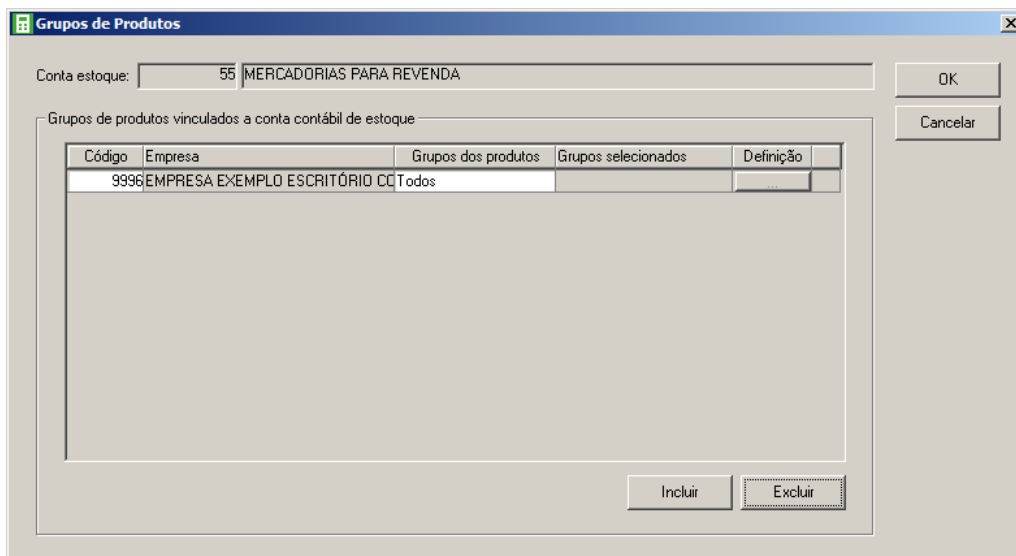 Grupos de Produtos
Conta estoque: 55 MERCADORIAS PARA REVENDA
OK
Cancelar
Grupos de produtos vinculados a conta contábil de estoque
Código Empresa Grupos dos produtos Grupos selecionados Definição
9996 EMPRESA EXEMPLO ESCRITÓRIO CC Todos ...
Incluir Excluir